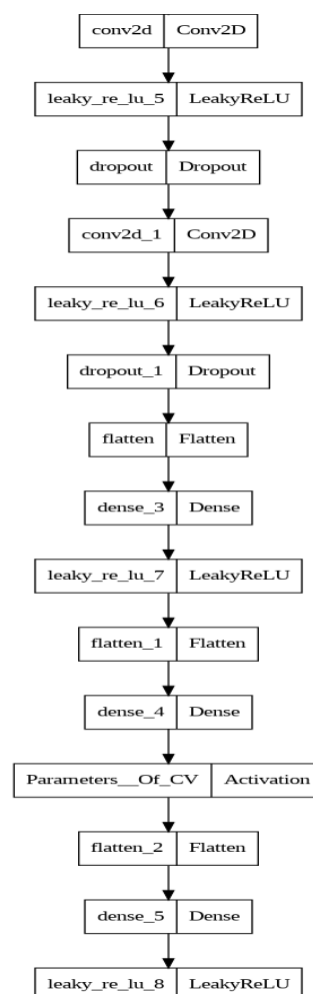 conv2d Conv2D
leaky_re_lu_5 LeakyReLU
dropout Dropout
conv2d_1 Conv2D
leaky_re_lu_6 LeakyReLU
dropout_1 Dropout
flatten Flatten
dense_3 Dense
leaky_re_lu_7 LeakyReLU
flatten_1 Flatten
dense_4 Dense
Parameters__Of_CV Activation
flatten_2 Flatten
dense_5 Dense
leaky_re_lu_8 LeakyReLU